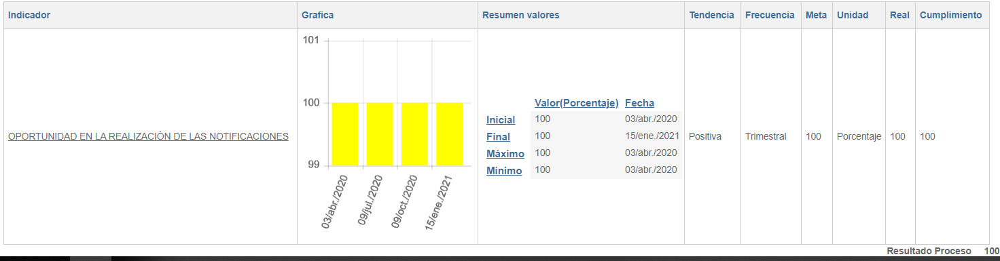 Indicador Grafica Resumen valores Tendencia Frecuencia Meta Unidad Real Cumplimiento
101
100
99
03/abr./2020
09/jul./2020
09/oct./2020
15/ene./2021
OPORTUNIDAD EN LA REALIZACIÓN DE LAS NOTIFICACIONES
Valor(Porcentaje) Fecha
Inicial 100 03/abr./2020
Final 100 15/ene./2021
Máximo 100 03/abr./2020
Mínimo 100 03/abr./2020
Positiva Trimestral 100 Porcentaje 100 100
Resultado Proceso 100